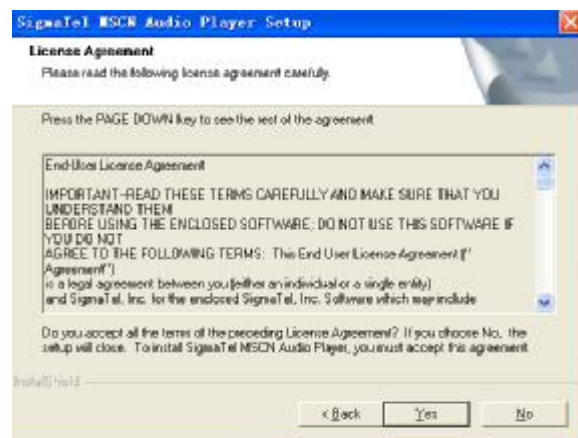 SigmaTel MSCN Audio Player Setup
License Agreement
Please read the following license agreement carefully.
Press the PAGE DOWN key to see the rest of the agreement
End-User License Agreement
IMPORTANT-READ THESE TERMS CAREFULLY AND MAKE SURE THAT YOU
UNDERSTAND THEM
BEFORE USING THE ENCLOSED SOFTWARE; DO NOT USE THIS SOFTWARE IF
YOU DO NOT
AGREE TO THE FOLLOWING TERMS: This End User License Agreement ("
Agreement")
is a legal agreement between you (either an individual or a single entity)
and SigmaTel, Inc. for the enclosed SigmaTel, Inc. Software which may include
Do you accept all the terms of the preceding License Agreement? If you choose No, the
setup will close. To install SigmaTel MSCN Audio Player, you must accept this agreement
InstallShield
< Back Yes No